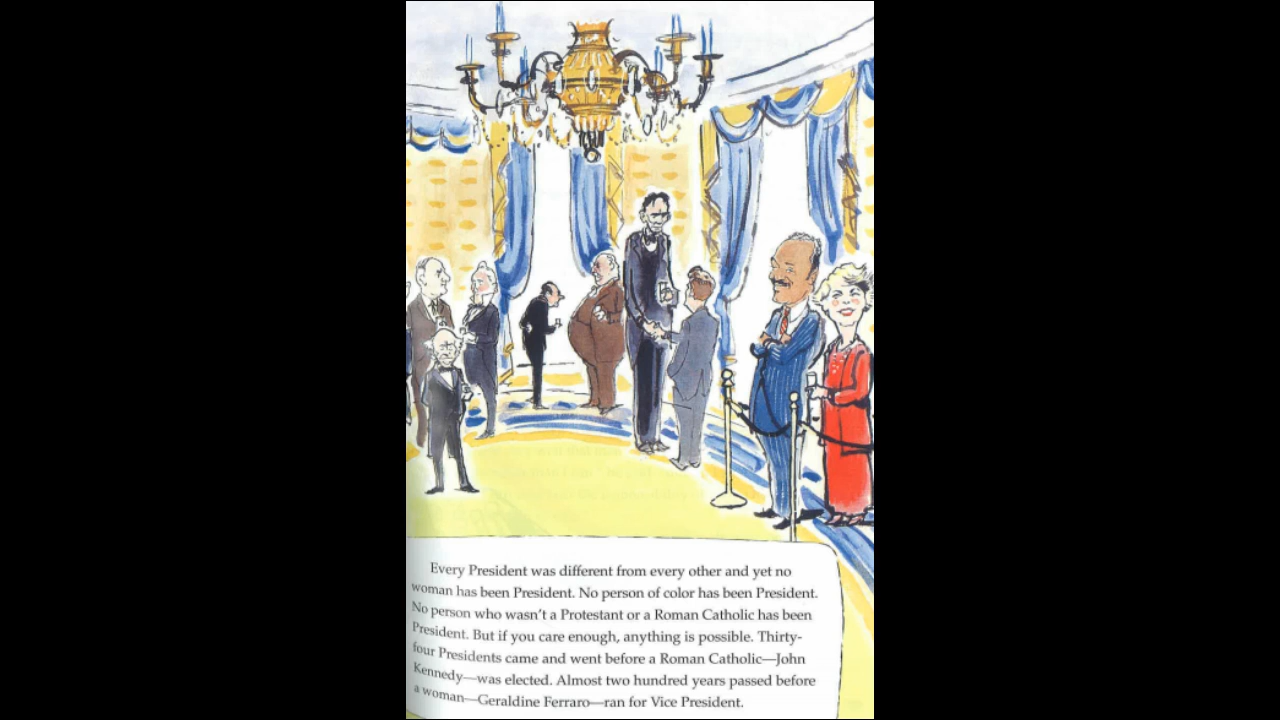 Every President was different from every other and yet no
woman has been President. No person of color has been President.
No person who wasn't a Protestant or a Roman Catholic has been
President. But if you care enough, anything is possible. Thirty-
four Presidents came and went before a Roman Catholic—John
Kennedy—was elected. Almost two hundred years passed before
a woman—Geraldine Ferraro—ran for Vice President.